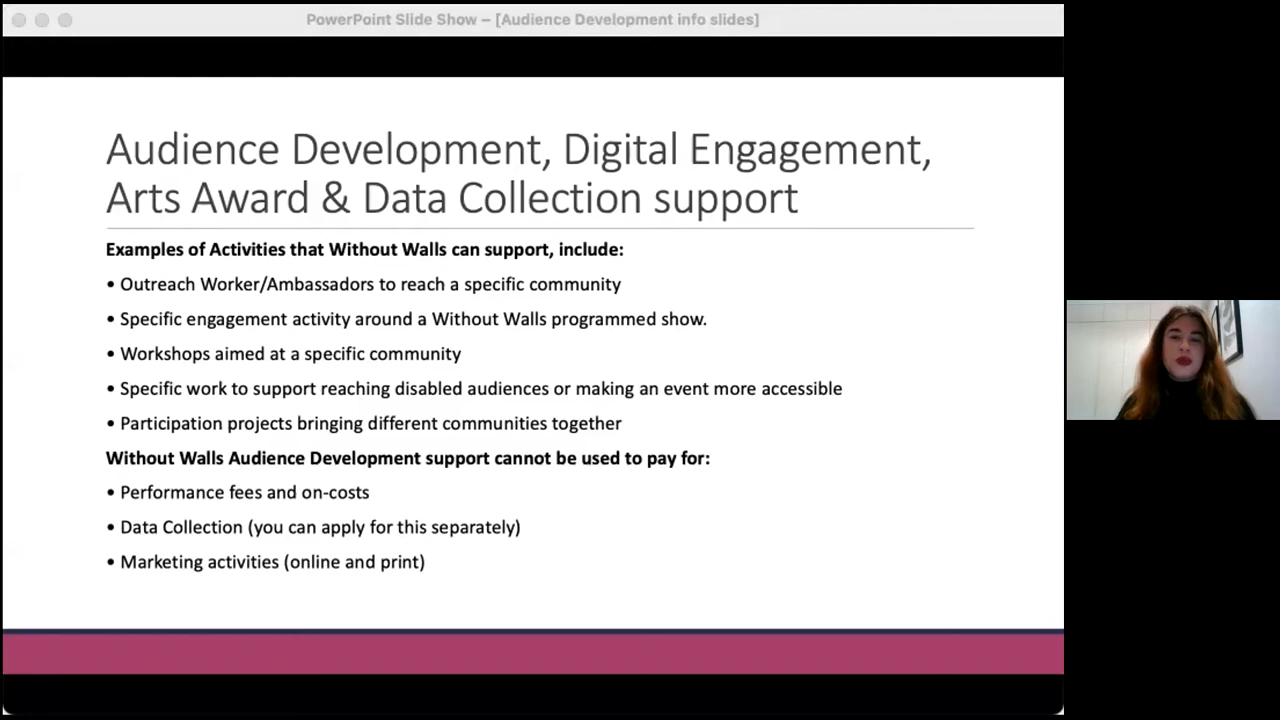 PowerPoint Slide Show – [Audience Development info slides]
Audience Development, Digital Engagement,
Arts Award & Data Collection support
Examples of Activities that Without Walls can support, include:
• Outreach Worker/Ambassadors to reach a specific community
• Specific engagement activity around a Without Walls programmed show.
• Workshops aimed at a specific community
• Specific work to support reaching disabled audiences or making an event more accessible
• Participation projects bringing different communities together
Without Walls Audience Development support cannot be used to pay for:
• Performance fees and on-costs
• Data Collection (you can apply for this separately)
• Marketing activities (online and print)